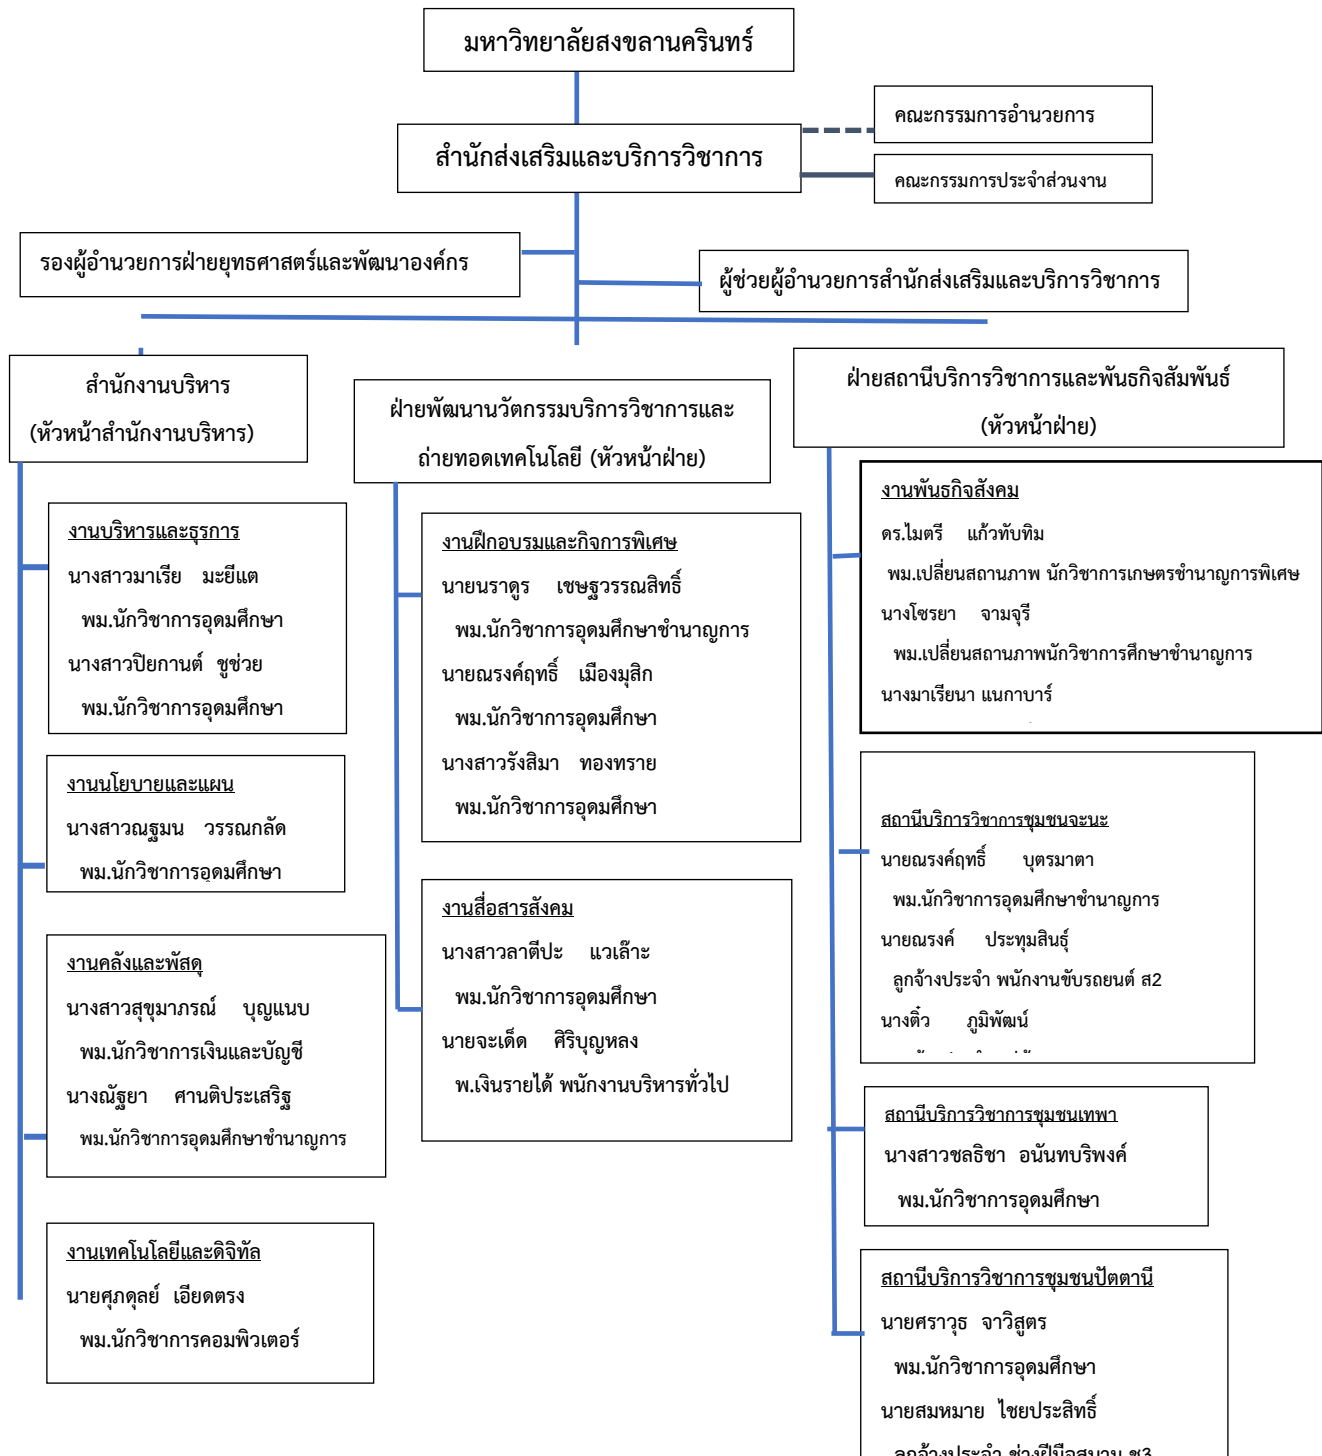 มหาวิทยาลัยสงขลานครินทร์
สำนักส่งเสริมและบริการวิชาการ
คณะกรรมการอำนวยการ
คณะกรรมการประจำส่วนงาน
รองผู้อำนวยการฝ่ายยุทธศาสตร์และพัฒนาองค์กร
ผู้ช่วยผู้อำนวยการสำนักส่งเสริมและบริการวิชาการ
สำนักงานบริหาร
(หัวหน้าสำนักงานบริหาร)
งานบริหารและธุรการ
นางสาวมาเรีย มะยีแต
พม.นักวิชาการอุดมศึกษา
นางสาวปิยกานต์ ชูช่วย
พม.นักวิชาการอุดมศึกษา
งานนโยบายและแผน
นางสาวณฐมน วรรณกลัด
พม.นักวิชาการอุดมศึกษา
งานคลังและพัสดุ
นางสาวสุขุมาภรณ์ บุญแนบ
พม.นักวิชาการเงินและบัญชี
นางณัฐยา ศานติประเสริฐ
พม.นักวิชาการอุดมศึกษาชำนาญการ
งานเทคโนโลยีและดิจิทัล
นายศุภดุลย์ เอียดตรง
พม.นักวิชาการคอมพิวเตอร์
ฝ่ายพัฒนานวัตกรรมบริการวิชาการและ
ถ่ายทอดเทคโนโลยี (หัวหน้าฝ่าย)
งานฝึกอบรมและกิจการพิเศษ
นายนราดูร เชษฐวรรณสิทธิ์
พม.นักวิชาการอุดมศึกษาชำนาญการ
นายณรงค์ฤทธิ์ เมืองมุสิก
พม.นักวิชาการอุดมศึกษา
นางสาวรังสิมา ทองทราย
พม.นักวิชาการอุดมศึกษา
งานสื่อสารสังคม
นางสาวลาตีปะ แวเล๊าะ
พม.นักวิชาการอุดมศึกษา
นายจะเด็ด ศิริบุญหลง
พ.เงินรายได้ พนักงานบริหารทั่วไป
ฝ่ายสถานีบริการวิชาการและพันธกิจสัมพันธ์
(หัวหน้าฝ่าย)
งานพันธกิจสังคม
ดร.ไมตรี แก้วทับทิม
พม.เปลี่ยนสถานภาพ นักวิชาการเกษตรชำนาญการพิเศษ
นางโซรยา จามจุรี
พม.เปลี่ยนสถานภาพนักวิชาการศึกษาชำนาญการ
นางมาเรียนา แนกาบาร์
สถานีบริการวิชาการชุมชนจะนะ
นายณรงค์ฤทธิ์ บุตรมาตา
พม.นักวิชาการอุดมศึกษาชำนาญการ
นายณรงค์ ประทุมสินธุ์
ลูกจ้างประจำ พนักงานขับรถยนต์ ส2
นางติ๋ว ภูมิพัฒน์
สถานีบริการวิชาการชุมชนเทพา
นางสาวชลธิชา อนันทบริพงค์
พม.นักวิชาการอุดมศึกษา
สถานีบริการวิชาการชุมชนปัตตานี
นายศราวุธ จาวิสูตร
พม.นักวิชาการอุดมศึกษา
นายสมหมาย ไชยประสิทธิ์
ลูกจ้างประจำ ช่างฝีมือสนาม ช3